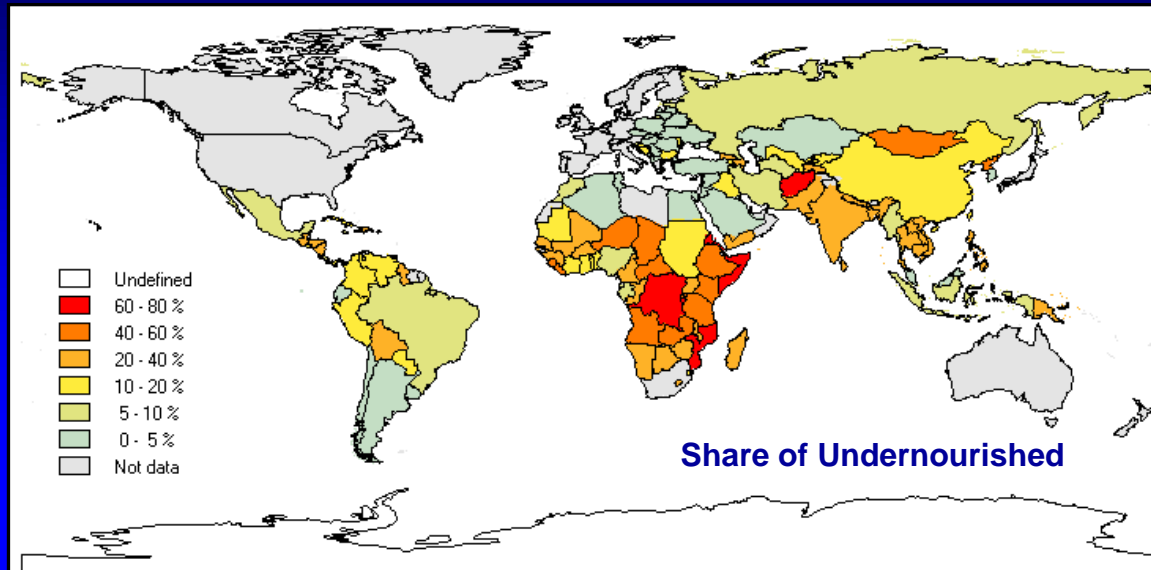 Undefined
60 - 80 %
40 - 60 %
20 - 40 %
10 - 20 %
5 - 10 %
0 - 5 %
Not data
Share of Undernourished